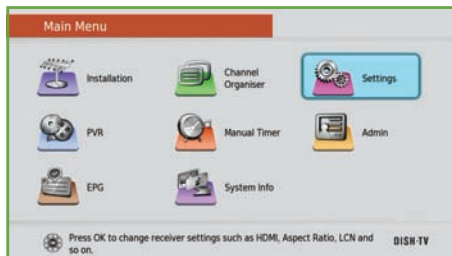 Main Menu
Installation
Channel
Organiser
Settings
PVR
Manual Timer
Admin
EPG
System Info
Press OK to change receiver settings such as HDMI, Aspect Ratio, LCN and
so on.
DISH-TV